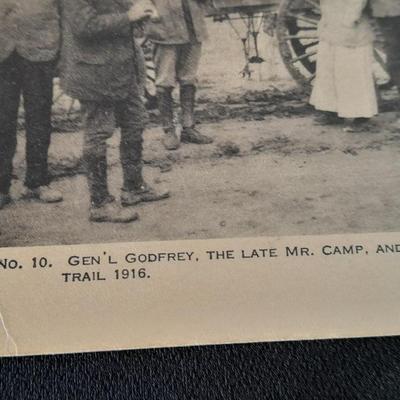 No. 10. GEN'L GODFREY, THE LATE MR. CAMP, AND
TRAIL 1916.